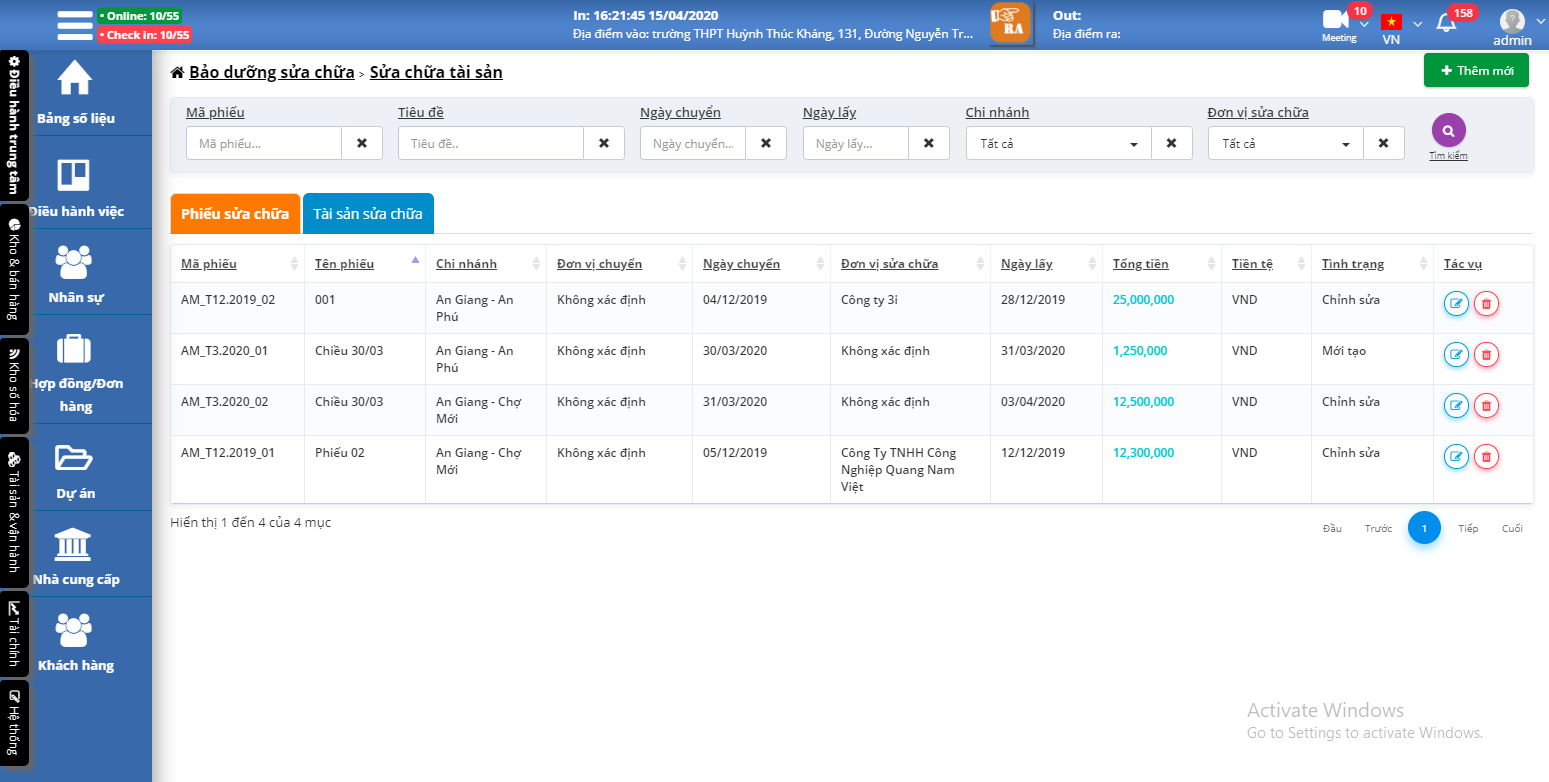 • Online: 10/55
• Check in: 10/55
In: 16:21:45 15/04/2020
Địa điểm vào: trường THPT Huỳnh Thúc Kháng, 131, Đường Nguyễn Tr...
RA
Out:
Địa điểm ra:
10
Meeting
VN
158
admin
Điều hành trung tâm
Kho & bán hàng
Kho số hóa
Tài sản & vận hành
Tài chính
Hệ thống
Bảng số liệu
Điều hành việc
Nhân sự
Hợp đồng/Đơn
hàng
Dự án
Nhà cung cấp
Khách hàng
Bảo dưỡng sửa chữa > Sửa chữa tài sản
Thêm mới
Mã phiếu Tiêu đề Ngày chuyển Ngày lấy Chi nhánh Đơn vị sửa chữa
Mã phiếu... Tiêu đề.. Ngày chuyển... Ngày lấy... Tất cả Tất cả
Tìm kiếm
Phiếu sửa chữa Tài sản sửa chữa
Mã phiếu Tên phiếu Chi nhánh Đơn vị chuyển Ngày chuyển Đơn vị sửa chữa Ngày lấy Tổng tiền Tiền tệ Tình trạng Tác vụ
AM_T12.2019_02 001 An Giang - An Không xác định 04/12/2019 Công ty 3i 28/12/2019 25,000,000 VND Chỉnh sửa
Phú
AM_T3.2020_01 Chiều 30/03 An Giang - An Không xác định 30/03/2020 Không xác định 31/03/2020 1,250,000 VND Mới tạo
Phú
AM_T3.2020_02 Chiều 30/03 An Giang - Chợ Không xác định 31/03/2020 Không xác định 03/04/2020 12,500,000 VND Chỉnh sửa
Mới
AM_T12.2019_01 Phiếu 02 An Giang - Chợ Không xác định 05/12/2019 Công Ty TNHH Công 12/12/2019 12,300,000 VND Chỉnh sửa
Mới Nghiệp Quang Nam
Việt
Hiển thị 1 đến 4 của 4 mục
Đầu Trước 1 Tiếp Cuối
Activate Windows
Go to Settings to activate Windows.